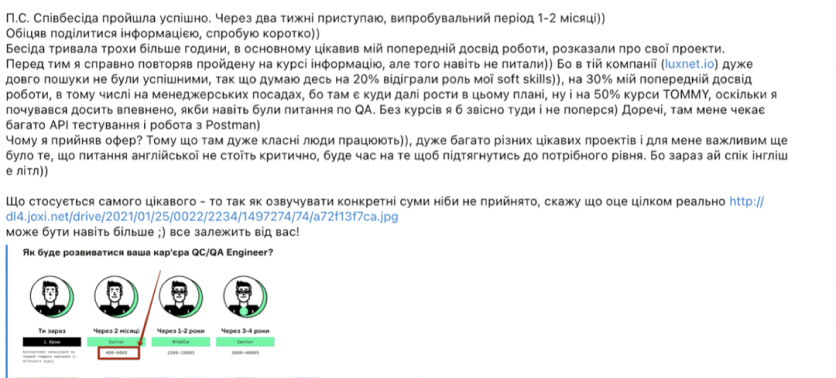 П.С. Співбесіда пройшла успішно. Через два тижні приступаю, випробувальний період 1-2 місяці))
Обіцяв поділитися інформацією, спробую коротко))
Бесіда тривала трохи більше години, в основному цікавив мій попередній досвід роботи, розказали про свої проекти.
Перед тим я справно повторяв пройдену на курсі інформацію, але того навіть не питали)) Бо в тій компанії (luxnet.io) дуже
довго пошуки не були успішними, так що думаю десь на 20% відіграли роль мої soft skills)), на 30% мій попередній досвід
роботи, в тому числі на менеджерських посадах, бо там є куди далі рости в цьому плані, ну і на 50% курси TOMMY, оскільки я
почувався досить впевнено, якби навіть були питання по QA. Без курсів я б звісно туди і не поперся) Доречі, там мене чекає
багато API тестування і робота з Postman)
Чому я прийняв офер? Тому що там дуже класні люди працюють)), дуже багато різних цікавих проектів і для мене важливим ще
було те, що питання англійської не стоїть критично, буде час на те щоб підтягнутись до потрібного рівня. Бо зараз ай спік інгліш
е літл))
Що стосується самого цікавого - то так як озвучувати конкретні суми ніби не прийнято, скажу що оце цілком реально http://
dl4.joxi.net/drive/2021/01/25/0022/2234/1497274/74/a72f13f7ca.jpg
може бути навіть більше ;) все залежить від вас!
Як буде розвиватися ваша кар'єра QC/QA Engineer?
Ти зараз Через 2 місяці Через 1-2 роки Через 3-4 роки
1 Крок Junior Middle Senior